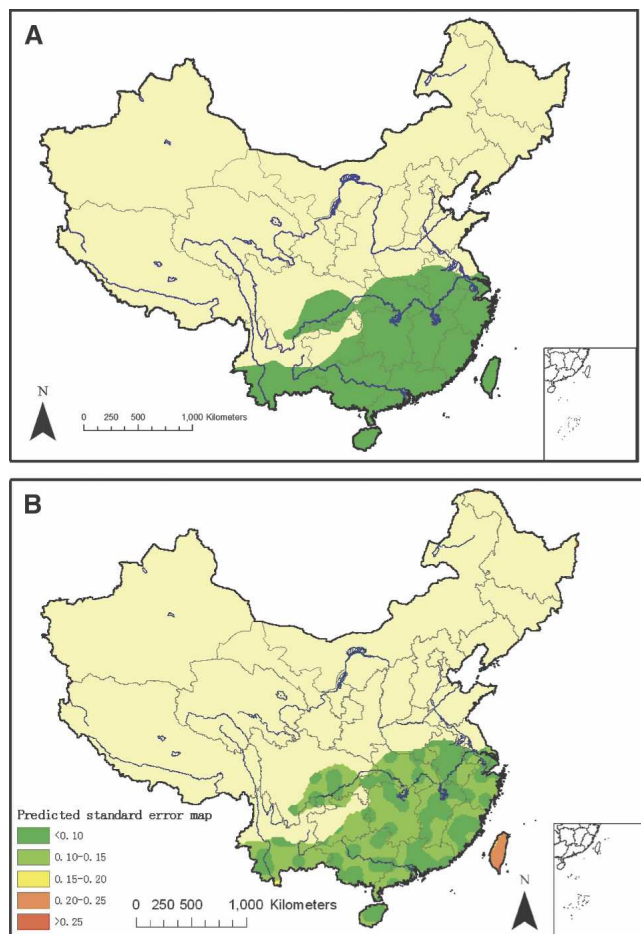 A
N
0 250 500 1,000 Kilometers
B
Predicted standard error map
<0.10
0.10-0.15
0.15-0.20
0.20-0.25
>0.25
0 250 500 1,000 Kilometers
N